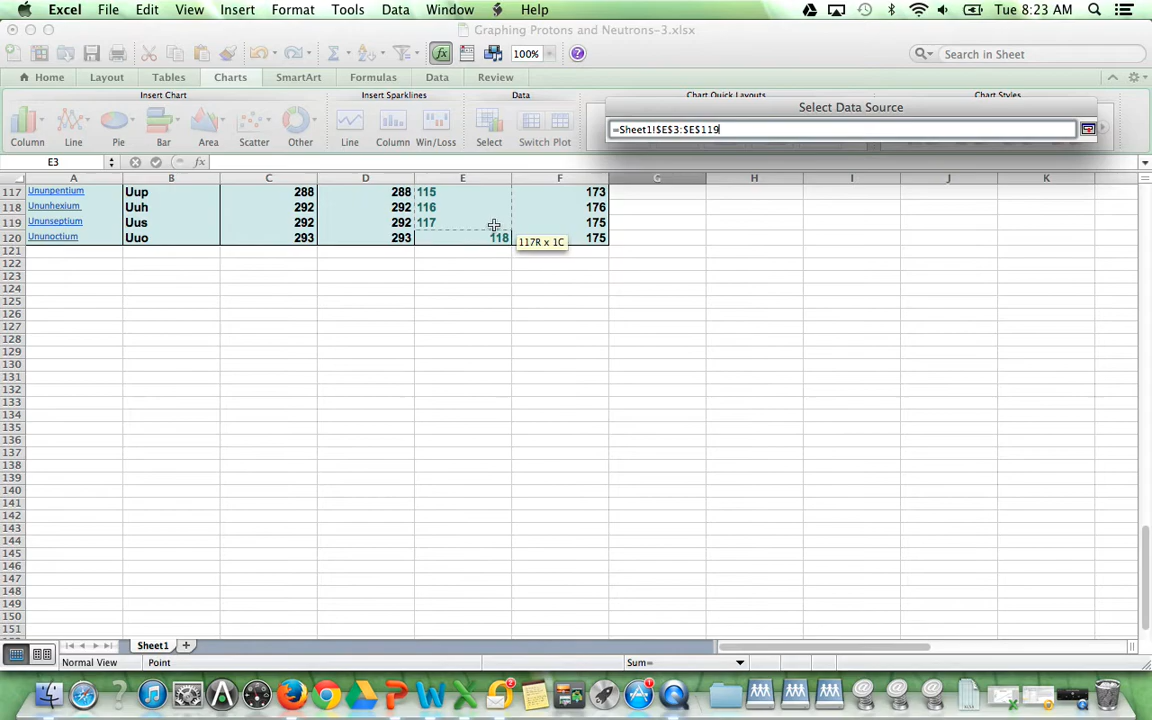 Excel File Edit View Insert Format Tools Data Window Help Tue 8:23 AM
Graphing Protons and Neutrons-3.xlsx
100% Search in Sheet
Home Layout Tables Charts SmartArt Formulas Data Review
Insert Chart Insert Sparklines Data Chart Quick Layouts Chart Styles
Select Data Source
=Sheet1!$E$3:$E$119
Column Line Pie Bar Area Scatter Other Line Column Win/Loss Select Switch Plot
E3 fx
A B C D E F G H I J K
117 Ununpentium Uup 288 288 115 173
118 Ununhexium Uuh 292 292 116 176
119 Ununseptium Uus 292 292 117 175
120 Ununoctium Uuo 293 293 118 175
117R x 1C
121
122
123
124
125
126
127
128
129
130
131
132
133
134
135
136
137
138
139
140
141
142
143
144
145
146
147
148
149
150
151
Sheet1
Normal View Point Sum=